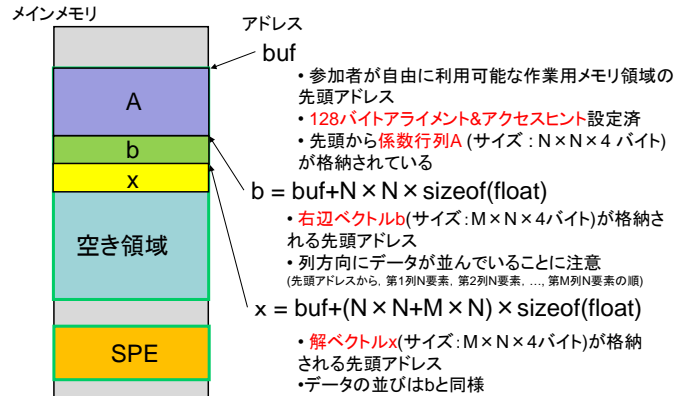 メインメモリ
アドレス
buf
• 参加者が自由に利用可能な作業用メモリ領域の
先頭アドレス
• 128バイトアライメント&アクセスヒント設定済
• 先頭から係数行列A (サイズ：N×N×4 バイト)
が格納されている
A
b
x
b = buf+N×N×sizeof(float)
• 右辺ベクトルb(サイズ：M×N×4バイト)が格納さ
れる先頭アドレス
• 列方向にデータが並んでいることに注意
(先頭アドレスから，第1列N要素，第2列N要素，…，第M列N要素の順)
空き領域
x = buf+(N×N+M×N)×sizeof(float)
• 解ベクトルx(サイズ：M×N×4バイト)が格納
される先頭アドレス
•データの並びはbと同様
SPE